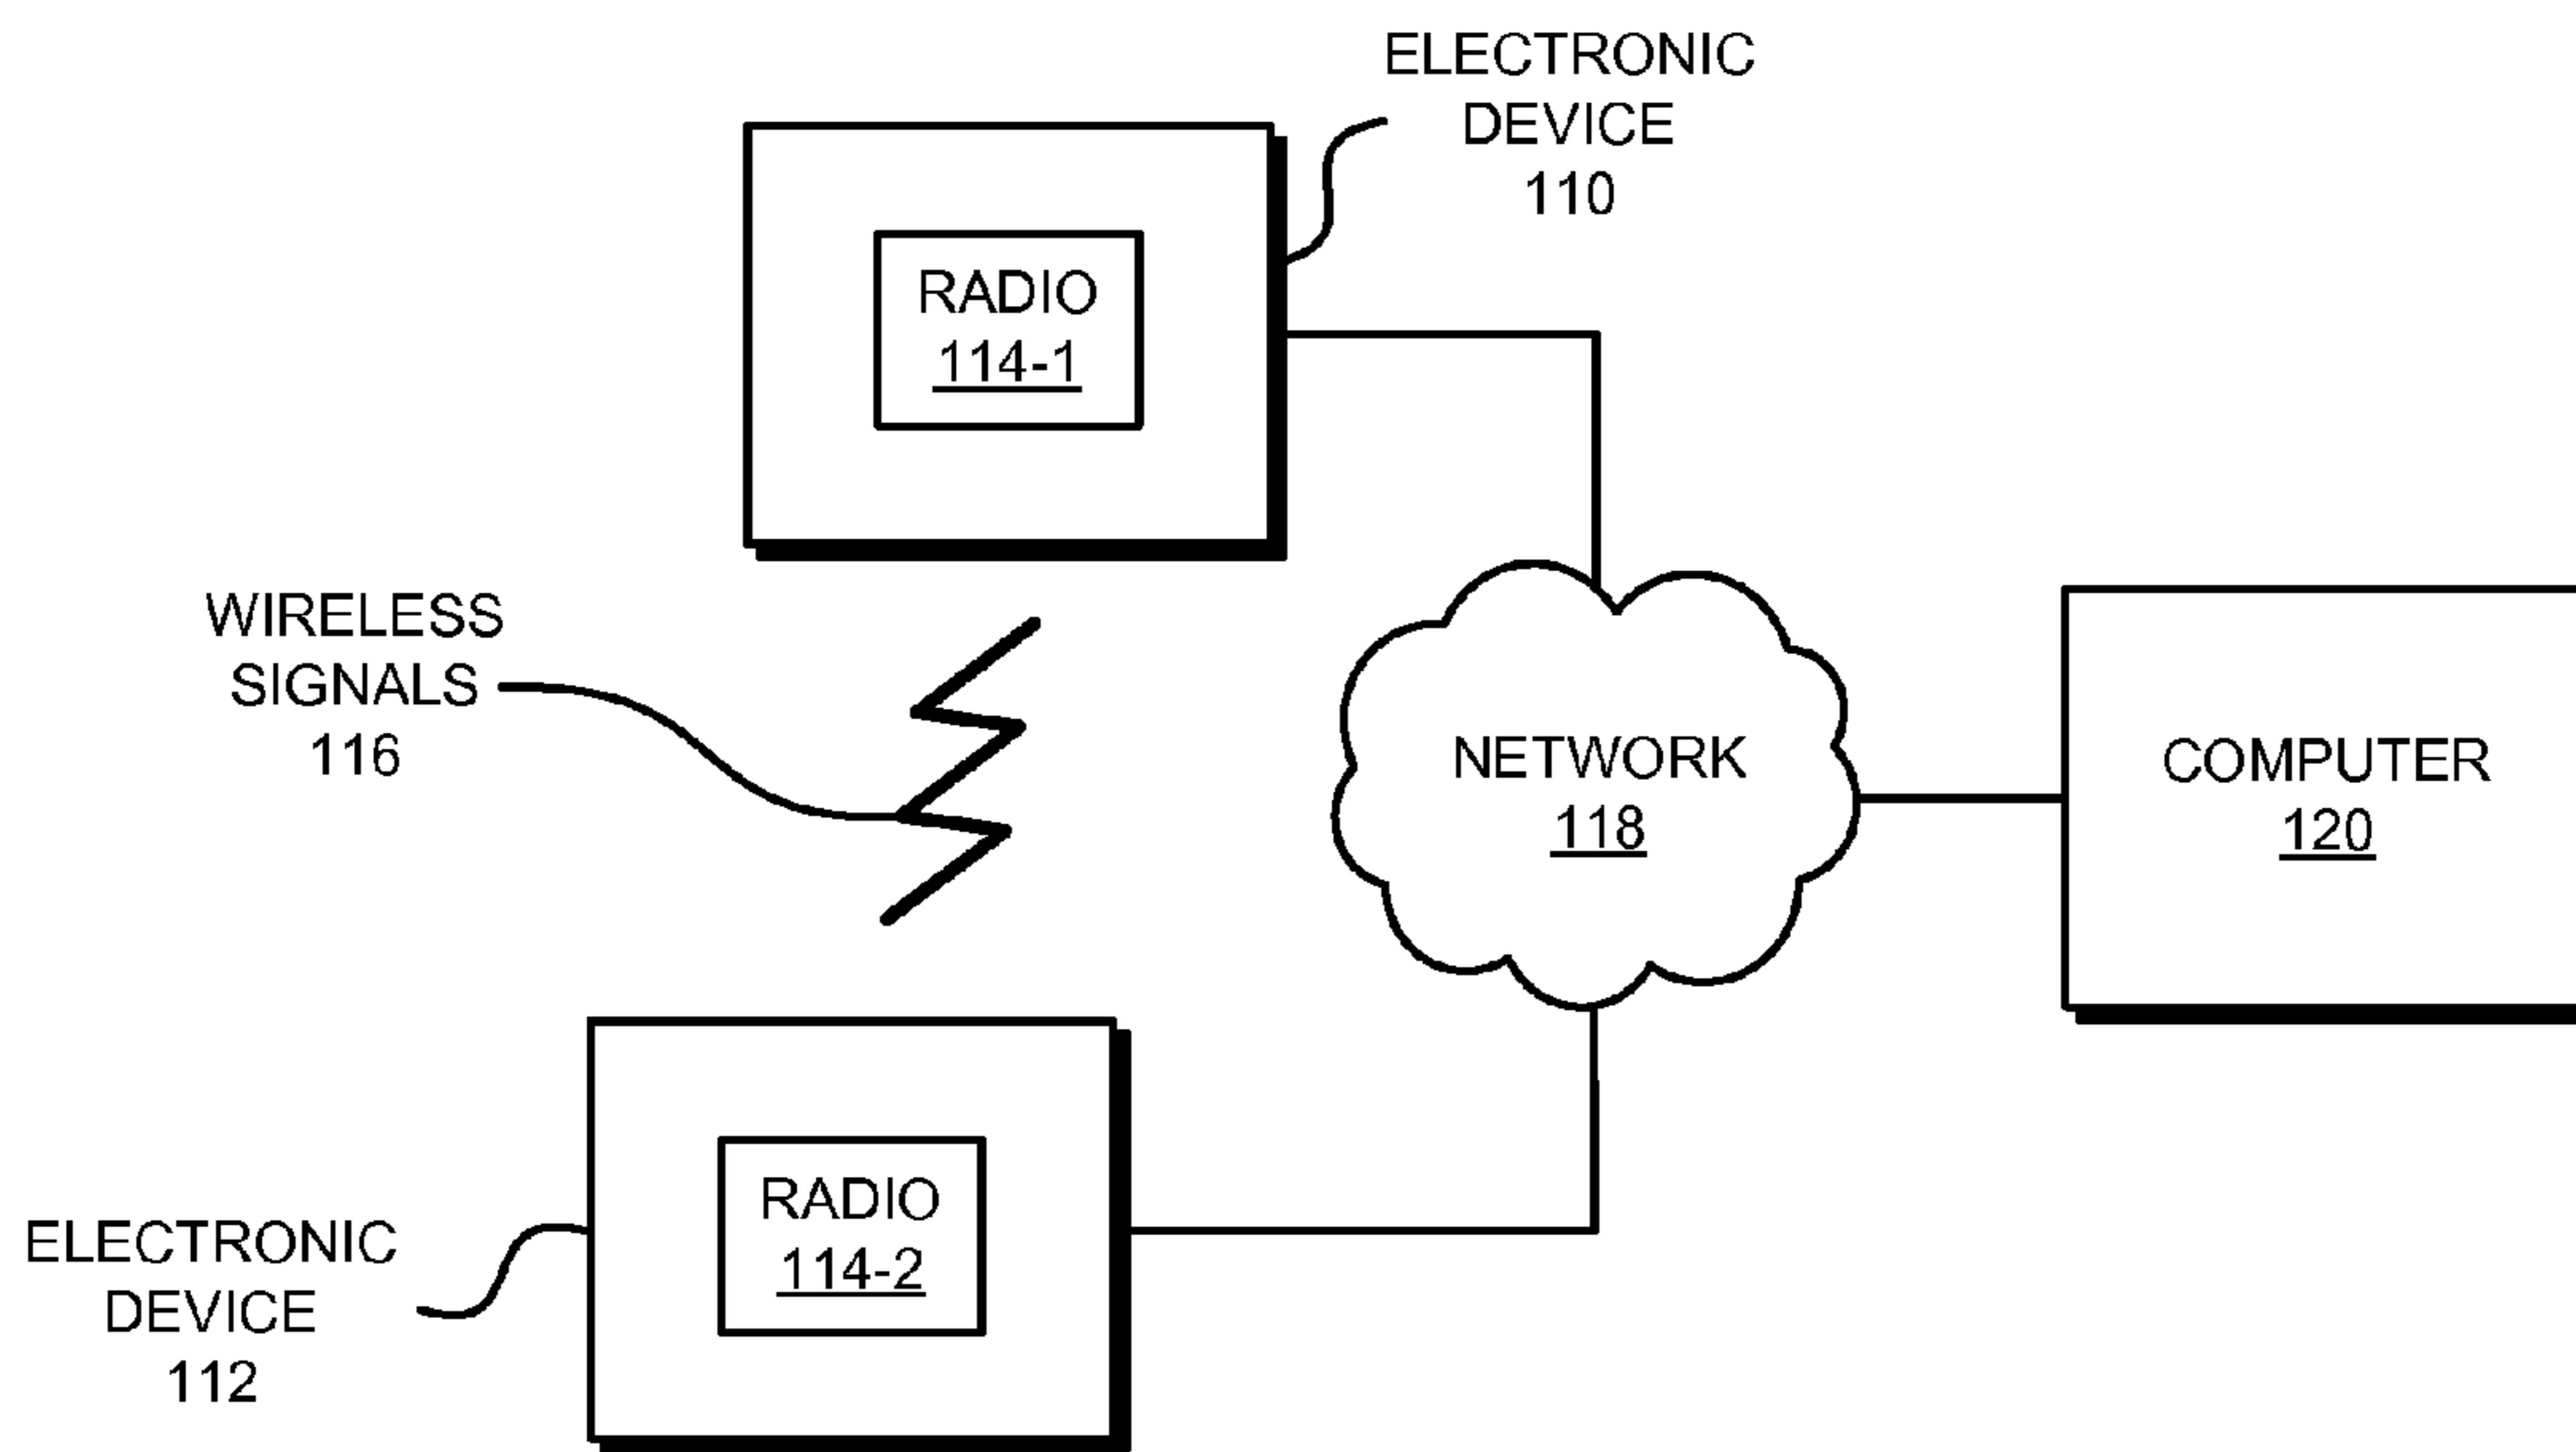 ELECTRONIC
DEVICE
110
RADIO
114-1
WIRELESS
SIGNALS
116
NETWORK
118
COMPUTER
120
RADIO
114-2
ELECTRONIC
DEVICE
112